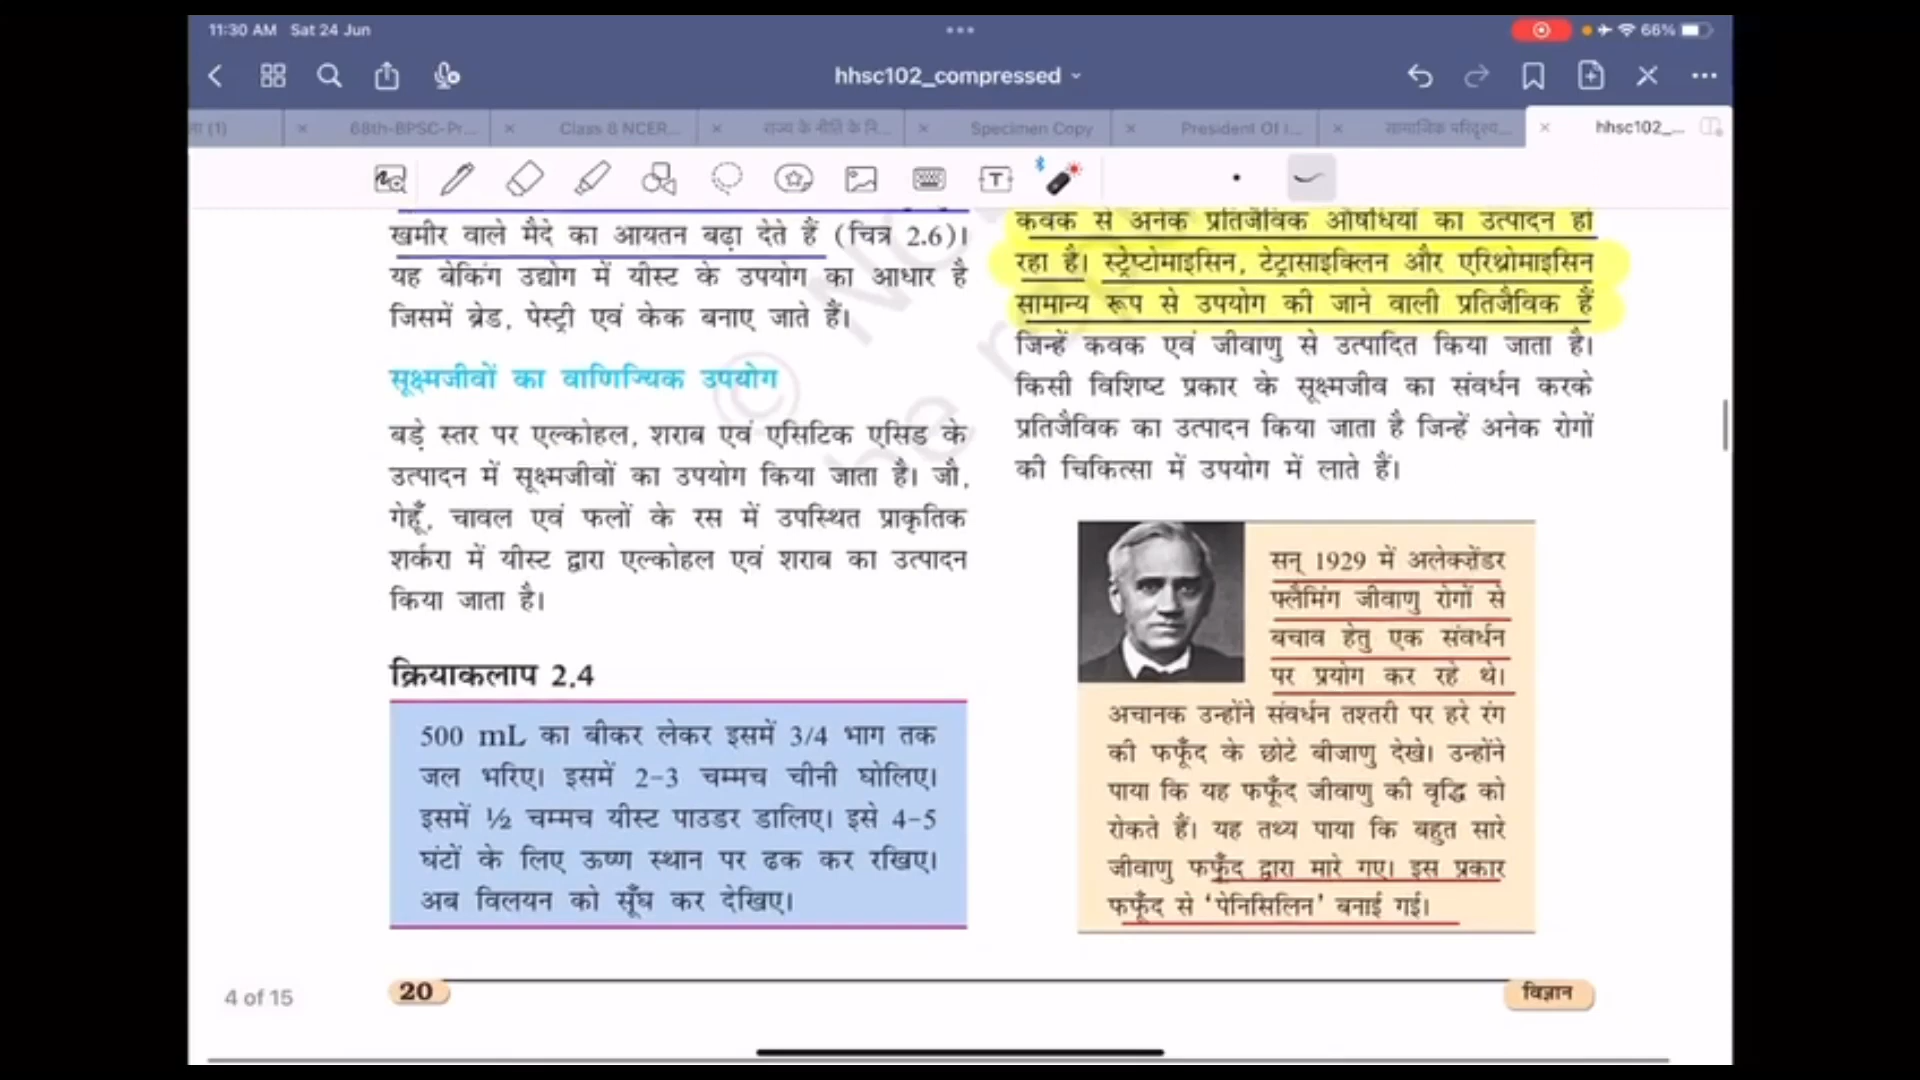 11:30 AM Sat 24 Jun
66%
hhsc102_compressed
ला (1)
68th-BPSC-Pr...
Class 8 NCER...
राज्य के नीति के नि...
Specimen Copy
President Of I...
सामाजिक परिदृश्य...
hhsc102_...
खमीर वाले मैदे का आयतन बढ़ा देते हैं (चित्र 2.6)।
यह बेकिंग उद्योग में यीस्ट के उपयोग का आधार है
जिसमें ब्रेड, पेस्ट्री एवं केक बनाए जाते हैं।
सूक्ष्मजीवों का वाणिज्यिक उपयोग
बड़े स्तर पर एल्कोहल, शराब एवं एसिटिक एसिड के
उत्पादन में सूक्ष्मजीवों का उपयोग किया जाता है। जौ,
गेहूँ, चावल एवं फलों के रस में उपस्थित प्राकृतिक
शर्करा में यीस्ट द्वारा एल्कोहल एवं शराब का उत्पादन
किया जाता है।
क्रियाकलाप 2.4
500 mL का बीकर लेकर इसमें 3/4 भाग तक
जल भरिए। इसमें 2-3 चम्मच चीनी घोलिए।
इसमें ½ चम्मच यीस्ट पाउडर डालिए। इसे 4-5
घंटों के लिए ऊष्ण स्थान पर ढक कर रखिए।
अब विलयन को सूँघ कर देखिए।
कवक से अनेक प्रतिजैविक औषधियों का उत्पादन हो
रहा है। स्ट्रेप्टोमाइसिन, टेट्रासाइक्लिन और एरिथ्रोमाइसिन
सामान्य रूप से उपयोग की जाने वाली प्रतिजैविक हैं
जिन्हें कवक एवं जीवाणु से उत्पादित किया जाता है।
किसी विशिष्ट प्रकार के सूक्ष्मजीव का संवर्धन करके
प्रतिजैविक का उत्पादन किया जाता है जिन्हें अनेक रोगों
की चिकित्सा में उपयोग में लाते हैं।
सन् 1929 में अलेक्ज़ेंडर
फ्लैमिंग जीवाणु रोगों से
बचाव हेतु एक संवर्धन
पर प्रयोग कर रहे थे।
अचानक उन्होंने संवर्धन तश्तरी पर हरे रंग
की फफूँद के छोटे बीजाणु देखे। उन्होंने
पाया कि यह फफूँद जीवाणु की वृद्धि को
रोकते हैं। यह तथ्य पाया कि बहुत सारे
जीवाणु फफूँद द्वारा मारे गए। इस प्रकार
फफूँद से 'पेनिसिलिन' बनाई गई।
4 of 15
20
विज्ञान